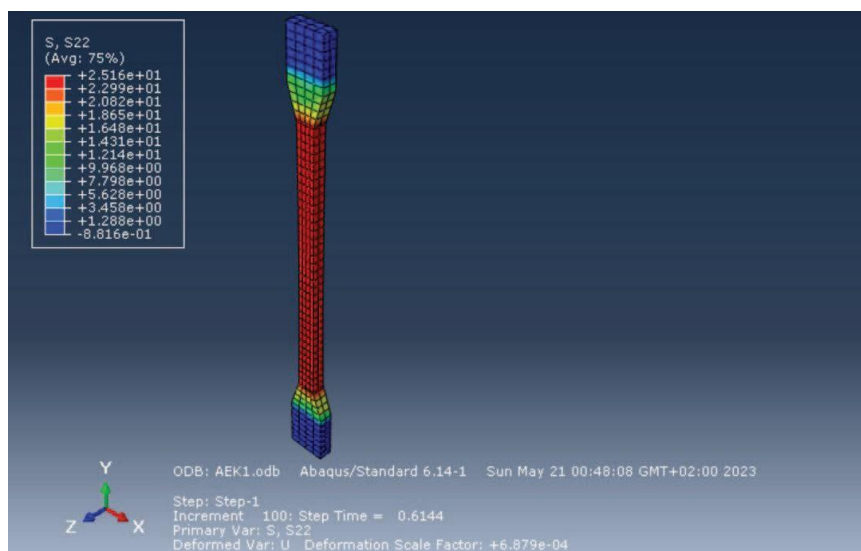 S, S22
(Avg: 75%)
+2.516e+01
+2.299e+01
+2.082e+01
+1.865e+01
+1.648e+01
+1.431e+01
+1.214e+01
+9.968e+00
+7.798e+00
+5.628e+00
+3.458e+00
+1.288e+00
-8.816e-01
Y
Z
X
ODB: AEK1.odb Abaqus/Standard 6.14-1 Sun May 21 00:48:08 GMT+02:00 2023
Step: Step-1
Increment 100: Step Time = 0.6144
Primary Var: S, S22
Deformed Var: U Deformation Scale Factor: +6.879e-04